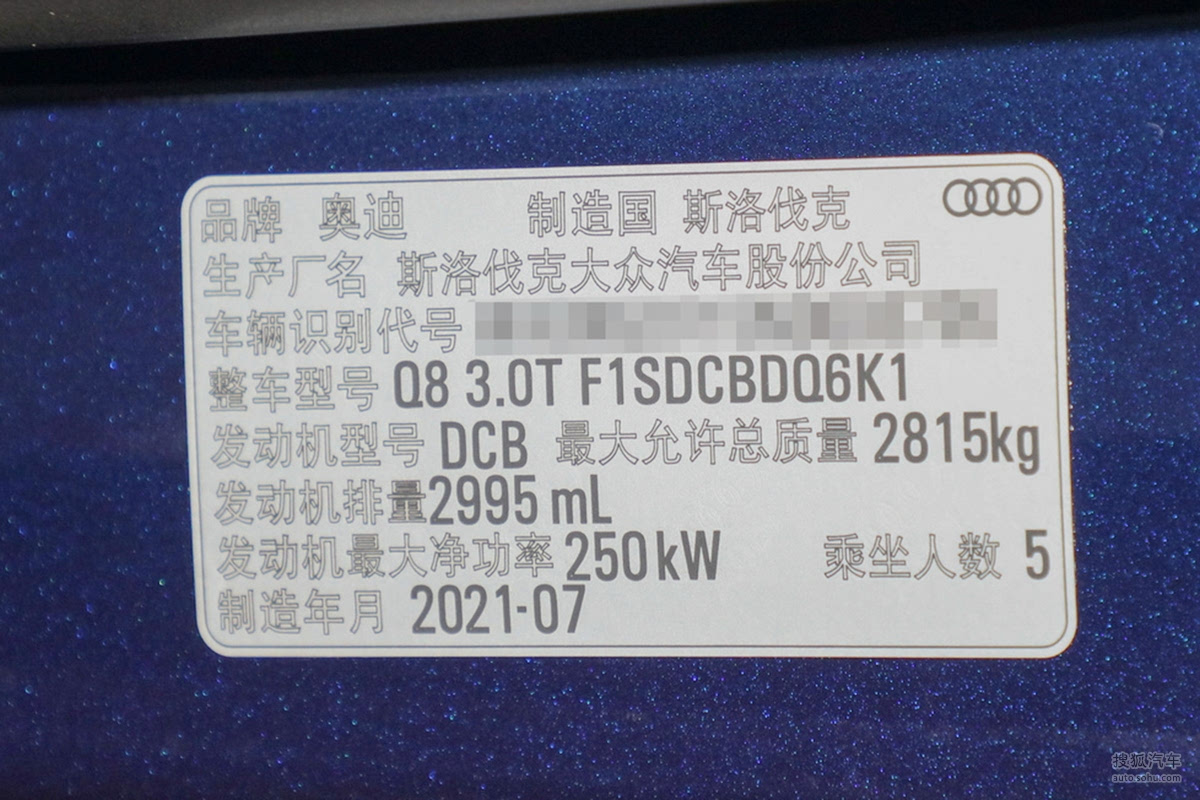 品牌 奥迪 制造国 斯洛伐克
生产厂名 斯洛伐克大众汽车股份公司
车辆识别代号
整车型号 Q8 3.0T F1SDCBDQ6K1
发动机型号 DCB 最大允许总质量 2815kg
发动机排量2995 mL
发动机最大净功率 250kW 乘坐人数 5
制造年月 2021-07
搜狐汽车
auto.sohu.com